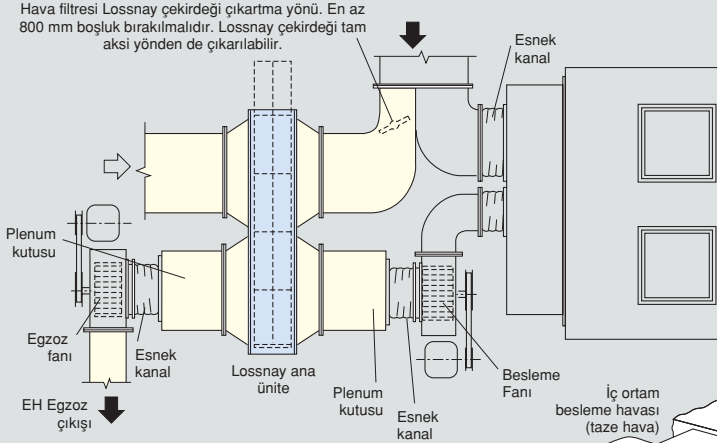 Hava filtresi Lossnay çekirdeği çıkartma yönü. En az
800 mm boşluk bırakılmalıdır. Lossnay çekirdeği tam
aksi yönden de çıkarılabilir.
Esnek
kanal
Plenum
kutusu
Egzoz
fanı
Esnek
kanal
Lossnay ana
ünite
Plenum
kutusu
Esnek
kanal
Besleme
Fanı
EH Egzoz
çıkışı
İç ortam
besleme havası
(taze hava)